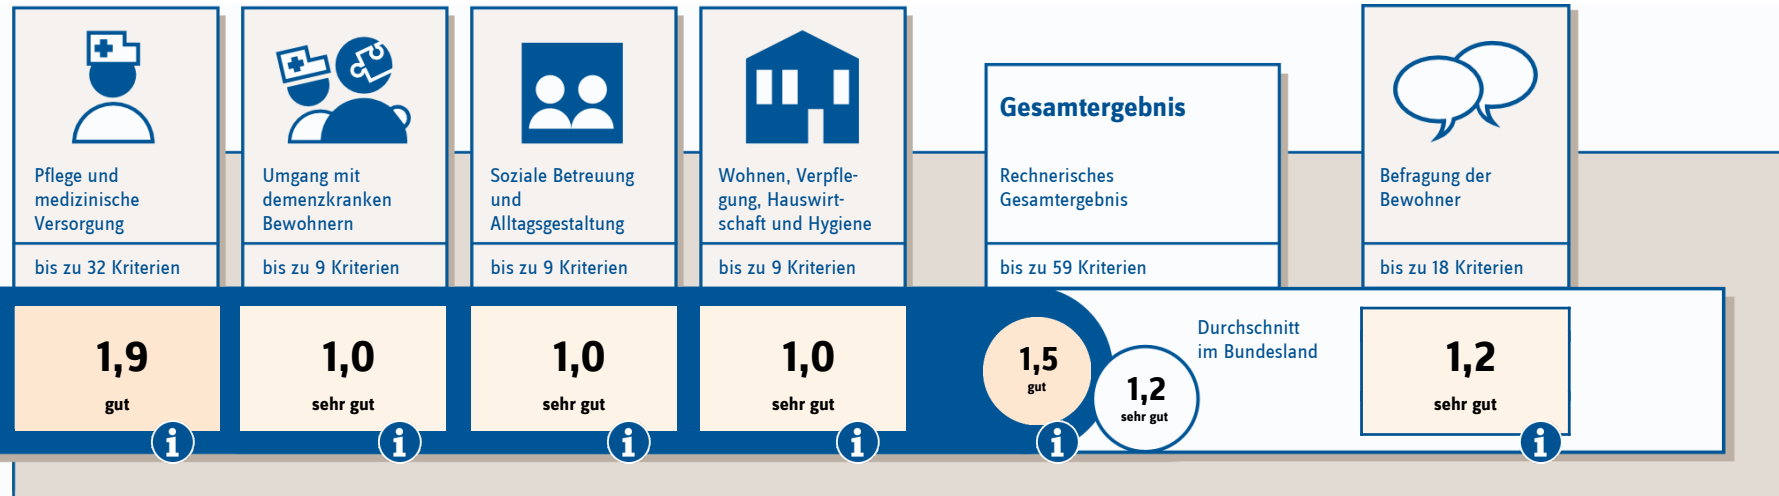 Pflege und
medizinische
Versorgung
bis zu 32 Kriterien
1,9
gut
Umgang mit
demenzkranken
Bewohnern
bis zu 9 Kriterien
1,0
sehr gut
Soziale Betreuung
und
Alltagsgestaltung
bis zu 9 Kriterien
1,0
sehr gut
Wohnen, Verpfle-
gung, Hauswirt-
schaft und Hygiene
bis zu 9 Kriterien
1,0
sehr gut
Gesamtergebnis
Rechnerisches
Gesamtergebnis
bis zu 59 Kriterien
1,5
gut
Durchschnitt
im Bundesland
1,2
sehr gut
Befragung der
Bewohner
bis zu 18 Kriterien
1,2
sehr gut